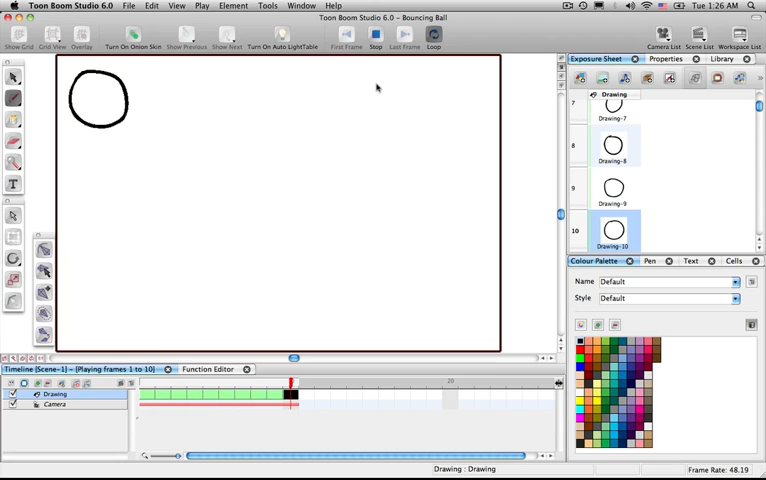 Toon Boom Studio 6.0 File Edit View Play Element Tools Window Help Tue 1:26 AM
Toon Boom Studio 6.0 – Bouncing Ball
Show Grid Grid View Overlay Turn On Onion Skin Show Previous Show Next Turn On Auto LightTable First Frame Stop Last Frame Loop Camera List Scene List Workspace List
Exposure Sheet Properties Library
Drawing
7 Drawing-7
8 Drawing-8
9 Drawing-9
10 Drawing-10
Colour Palette Pen Text Cells
Name Default
Style Default
T
Timeline [Scene-1] – [Playing frames 1 to 10] Function Editor
20
Drawing
Camera
Drawing : Drawing Frame Rate: 48.19